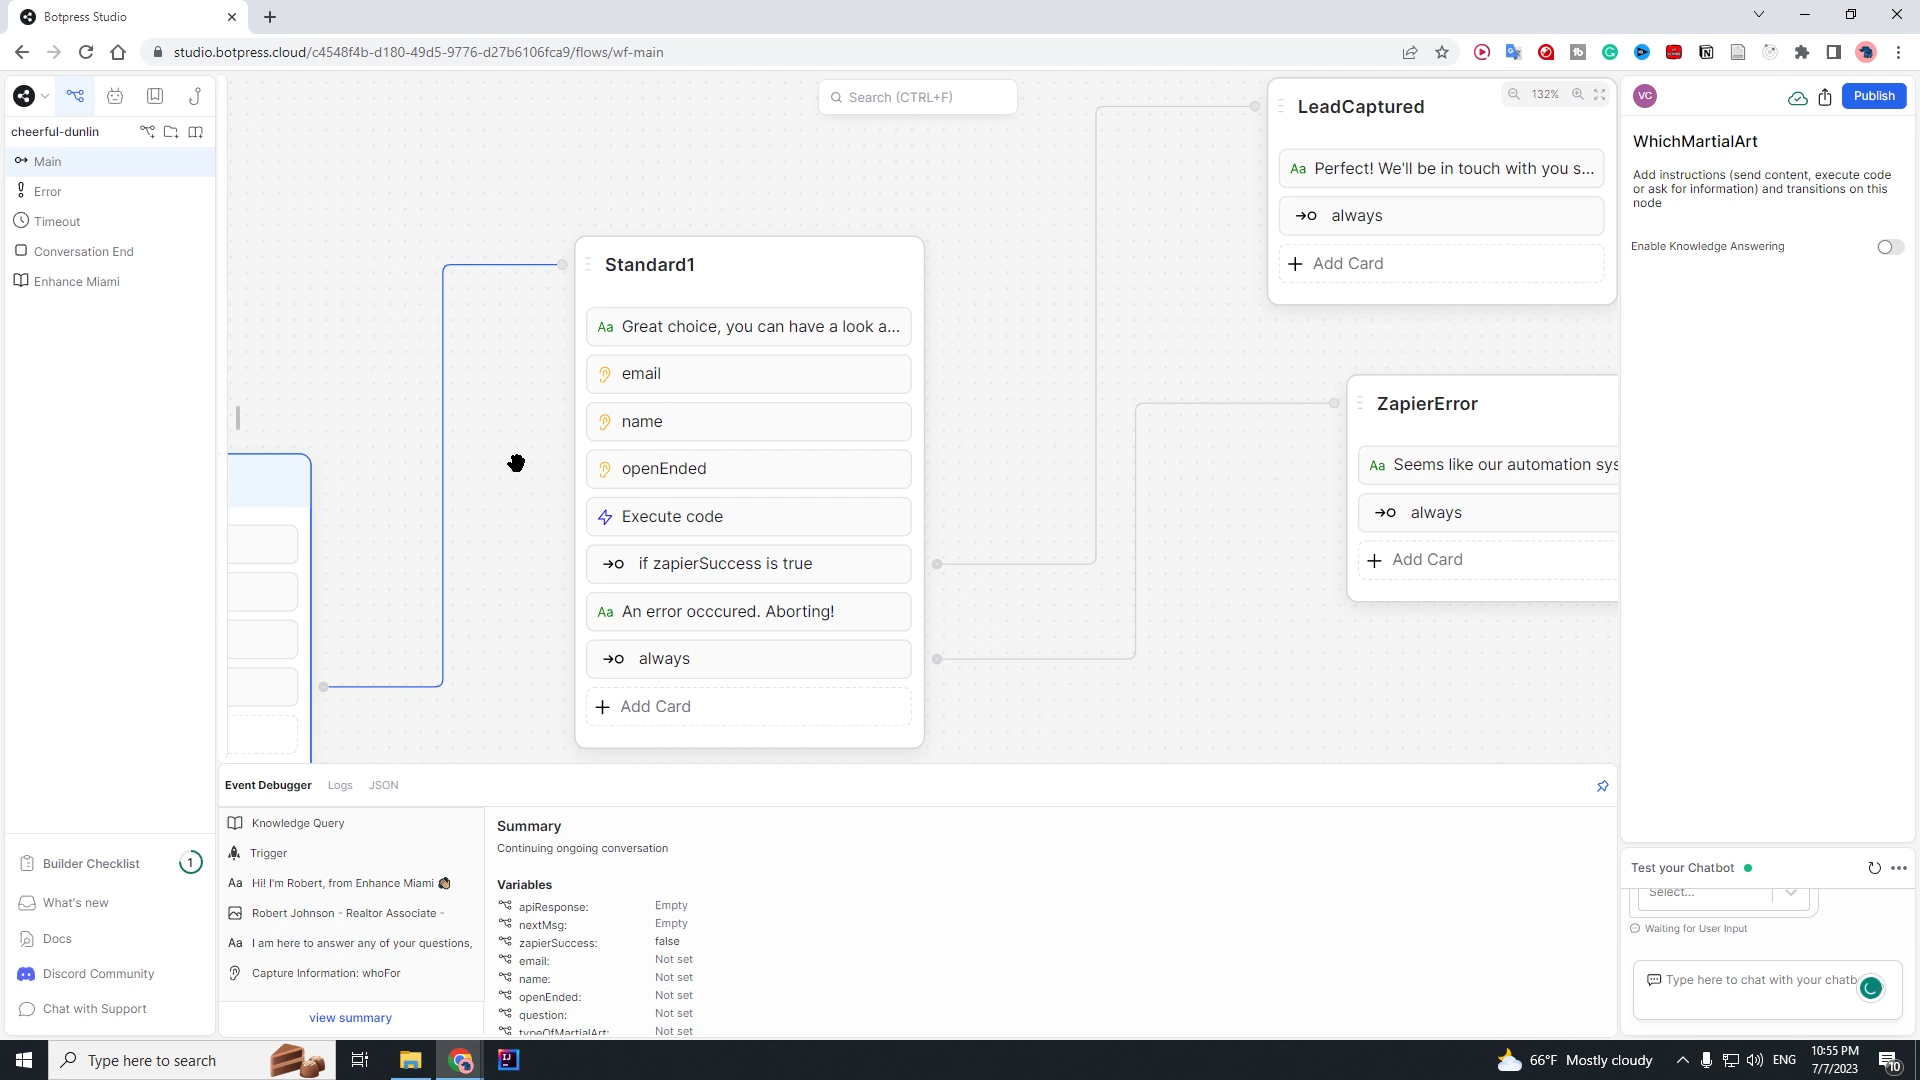 Botpress Studio
studio.botpress.cloud/c4548f4b-d180-49d5-9776-d27b6106fca9/flows/wf-main
cheerful-dunlin
Main
Error
Timeout
Conversation End
Enhance Miami
Builder Checklist
1
What's new
Docs
Discord Community
Chat with Support
Search (CTRL+F)
132%
Standard1
Aa Great choice, you can have a look a...
email
name
openEnded
Execute code
if zapierSuccess is true
Aa An error occcured. Aborting!
always
+ Add Card
LeadCaptured
Aa Perfect! We'll be in touch with you s...
always
+ Add Card
ZapierError
Aa Seems like our automation sys
always
+ Add Card
VC
Publish
WhichMartialArt
Add instructions (send content, execute code
or ask for information) and transitions on this
node
Enable Knowledge Answering
Event Debugger Logs JSON
Knowledge Query
Trigger
Aa Hi! I'm Robert, from Enhance Miami
Robert Johnson - Realtor Associate -
Aa I am here to answer any of your questions,
Capture Information: whoFor
view summary
Summary
Continuing ongoing conversation
Variables
apiResponse: Empty
nextMsg: Empty
zapierSuccess: false
email: Not set
name: Not set
openEnded: Not set
question: Not set
typeOfMartialArt: Not set
Test your Chatbot
Select...
Waiting for User Input
Type here to chat with your chatb
Type here to search
66°F Mostly cloudy
ENG
10:55 PM
7/7/2023
10